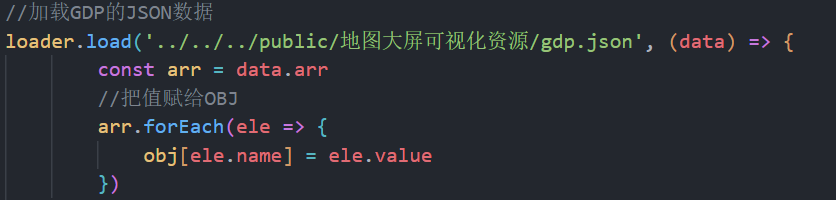 //加载GDP的JSON数据
loader.load('../../../public/地图大屏可视化资源/gdp.json', (data) => {
const arr = data.arr
//把值赋给OBJ
arr.forEach(ele => {
obj[ele.name] = ele.value
})